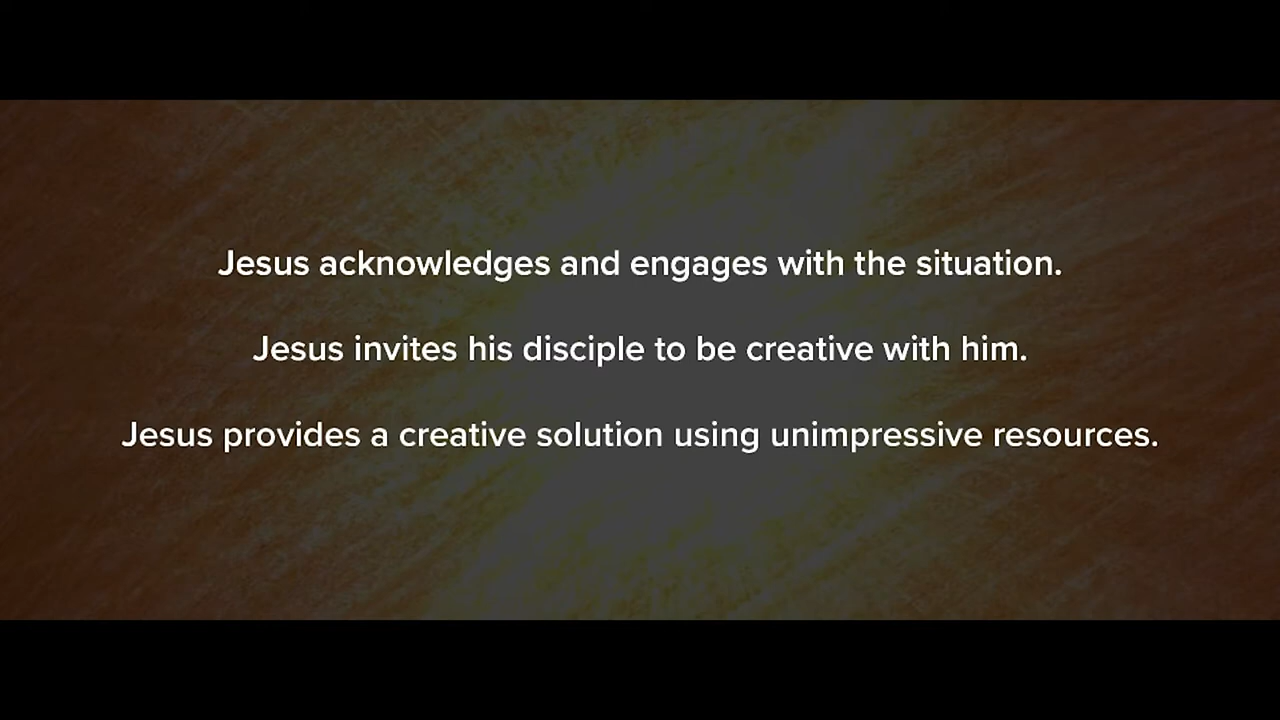 Jesus acknowledges and engages with the situation.
Jesus invites his disciple to be creative with him.
Jesus provides a creative solution using unimpressive resources.